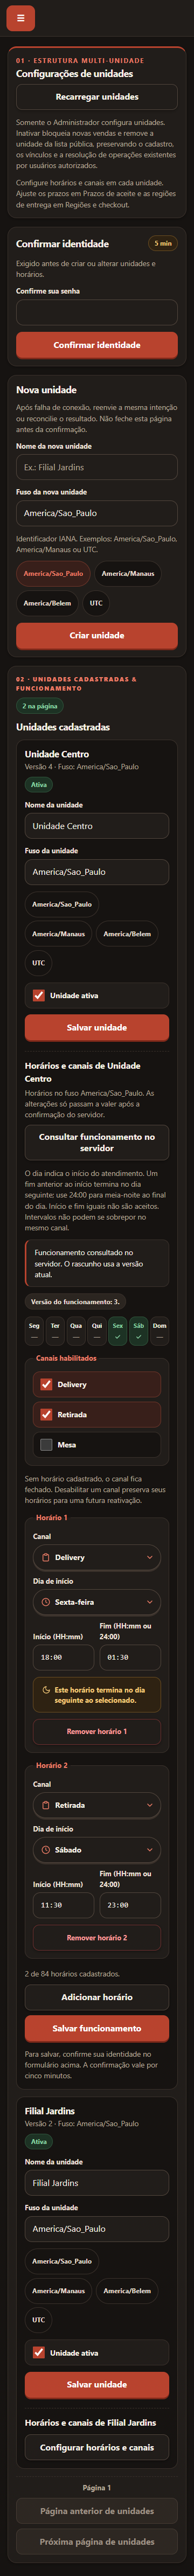 01 · ESTRUTURA MULTI-UNIDADE
Configurações de unidades
Recarregar unidades
Somente o Administrador configura unidades.
Inativar bloqueia novas vendas e remove a
unidade da lista pública, preservando o cadastro,
os vínculos e a resolução de operações existentes
por usuários autorizados.
Configure horários e canais em cada unidade.
Ajuste os prazos em Prazos de aceite e as regiões
de entrega em Regiões e checkout.
Confirmar identidade
5 min
Exigido antes de criar ou alterar unidades e
horários.
Confirme sua senha
Confirmar identidade
Nova unidade
Após falha de conexão, reenvie a mesma intenção
ou reconcilie o resultado. Não feche esta página
antes da confirmação.
Nome da nova unidade
Ex.: Filial Jardins
Fuso da nova unidade
America/Sao_Paulo
Identificador IANA. Exemplos: America/Sao_Paulo,
America/Manaus ou UTC.
America/Sao_Paulo
America/Manaus
America/Belem
UTC
Criar unidade
02 · UNIDADES CADASTRADAS &
FUNCIONAMENTO
2 na página
Unidades cadastradas
Unidade Centro
Versão 4 · Fuso: America/Sao_Paulo
Ativa
Nome da unidade
Unidade Centro
Fuso da unidade
America/Sao_Paulo
America/Sao_Paulo
America/Manaus
America/Belem
UTC
Unidade ativa
Salvar unidade
Horários e canais de Unidade
Centro
Horários no fuso America/Sao_Paulo. As
alterações só passam a valer após a
confirmação do servidor.
Consultar funcionamento no
servidor
O dia indica o início do atendimento. Um
fim anterior ao início termina no dia
seguinte; use 24:00 para meia-noite ao final
do dia. Início e fim iguais não são aceitos.
Intervalos não podem se sobrepor no
mesmo canal.
Funcionamento consultado no
servidor. O rascunho usa a versão
atual.
Versão do funcionamento: 3.
Seg
Ter
Qua
Qui
Sex
Sáb
Dom
—
—
—
—
✓
✓
—
Canais habilitados
Delivery
Retirada
Mesa
Sem horário cadastrado, o canal fica
fechado. Desabilitar um canal preserva seus
horários para uma futura reativação.
Horário 1
Canal
Delivery
Dia de início
Sexta-feira
Início (HH:mm)
Fim (HH:mm ou
24:00)
18:00
01:30
Este horário termina no dia
seguinte ao selecionado.
Remover horário 1
Horário 2
Canal
Retirada
Dia de início
Sábado
Início (HH:mm)
Fim (HH:mm ou
24:00)
11:30
23:00
Remover horário 2
2 de 84 horários cadastrados.
Adicionar horário
Salvar funcionamento
Para salvar, confirme sua identidade no
formulário acima. A confirmação vale por
cinco minutos.
Filial Jardins
Versão 2 · Fuso: America/Sao_Paulo
Ativa
Nome da unidade
Filial Jardins
Fuso da unidade
America/Sao_Paulo
America/Sao_Paulo
America/Manaus
America/Belem
UTC
Unidade ativa
Salvar unidade
Horários e canais de Filial Jardins
Configurar horários e canais
Página 1
Página anterior de unidades
Próxima página de unidades